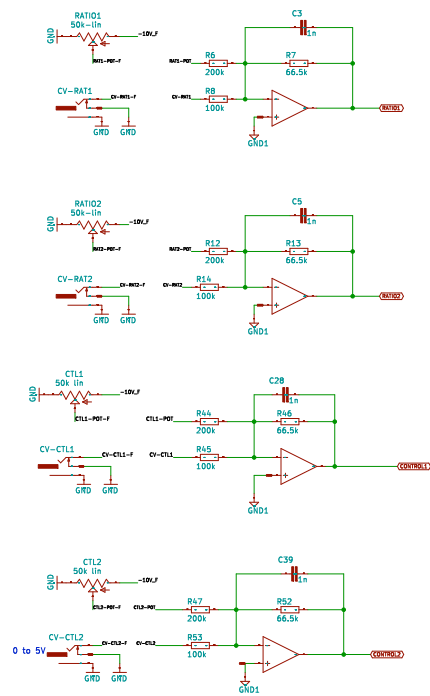 RATIO1
50k-lin
GND
-10V_F
RAT1-POT-F
C3
1n
RAT1-POT
R6
200k
R7
66.5k
CV-RAT1
CV-RAT1-F
GND
GND
CV-RAT1
R8
100k
GND1
RATIO1
RATIO2
50k-lin
GND
-10V_F
RAT2-POT-F
C5
1n
RAT2-POT
R12
200k
R13
66.5k
CV-RAT2
CV-RAT2-F
GND
GND
CV-RAT2
R14
100k
GND1
RATIO2
CTL1
50k lin
GND
-10V_F
CTL1-POT-F
C28
1n
CTL1-POT
R44
200k
R46
66.5k
CV-CTL1
CV-CTL1-F
GND
GND
CV-CTL1
R45
100k
GND1
CONTROL1
CTL2
50k lin
GND
-10V_F
CTL2-POT-F
C39
1n
CTL2-POT
R47
200k
R52
66.5k
0 to 5V
CV-CTL2
CV-CTL2-F
GND
GND
CV-CTL2
R53
100k
GND1
CONTROL2